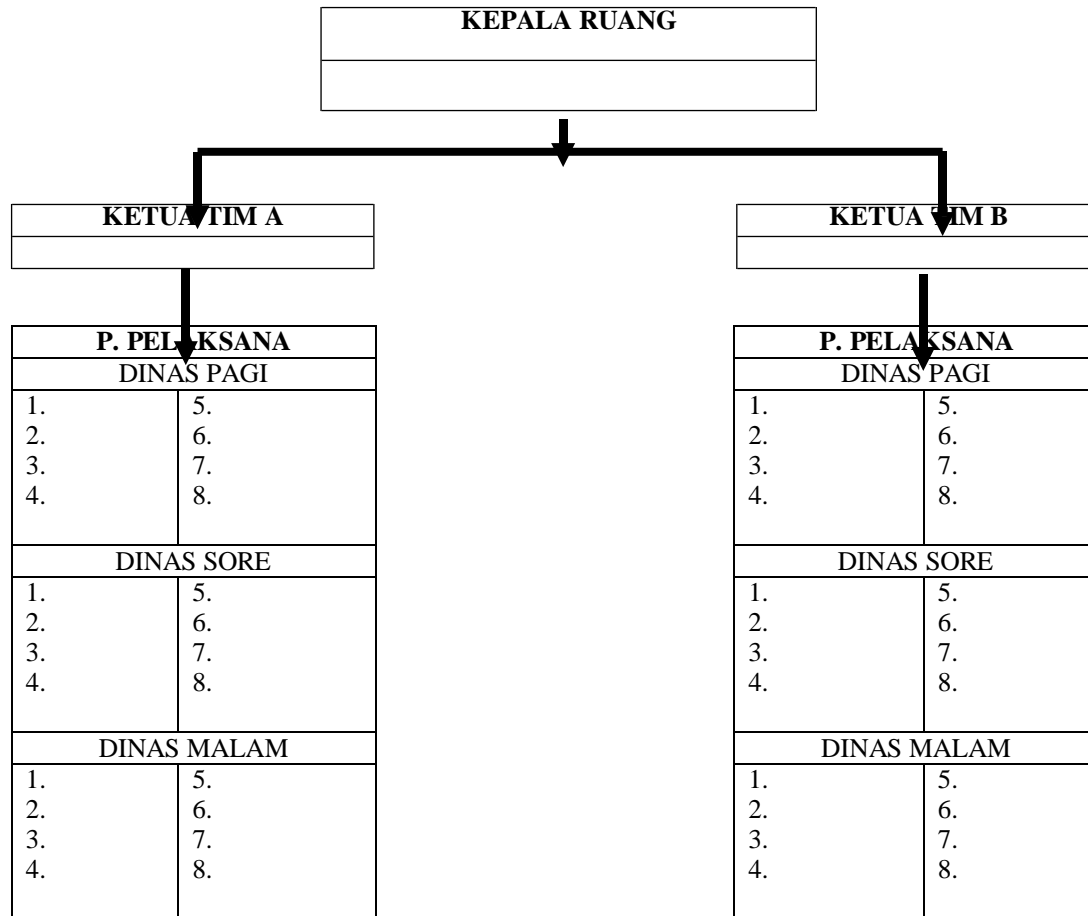 KEPALA RUANG
KETUA TIM A
KETUA TIM B
P. PELAKSANA
DINAS PAGI
1. 5.
2. 6.
3. 7.
4. 8.
DINAS SORE
1. 5.
2. 6.
3. 7.
4. 8.
DINAS MALAM
1. 5.
2. 6.
3. 7.
4. 8.
P. PELAKSANA
DINAS PAGI
1. 5.
2. 6.
3. 7.
4. 8.
DINAS SORE
1. 5.
2. 6.
3. 7.
4. 8.
DINAS MALAM
1. 5.
2. 6.
3. 7.
4. 8.